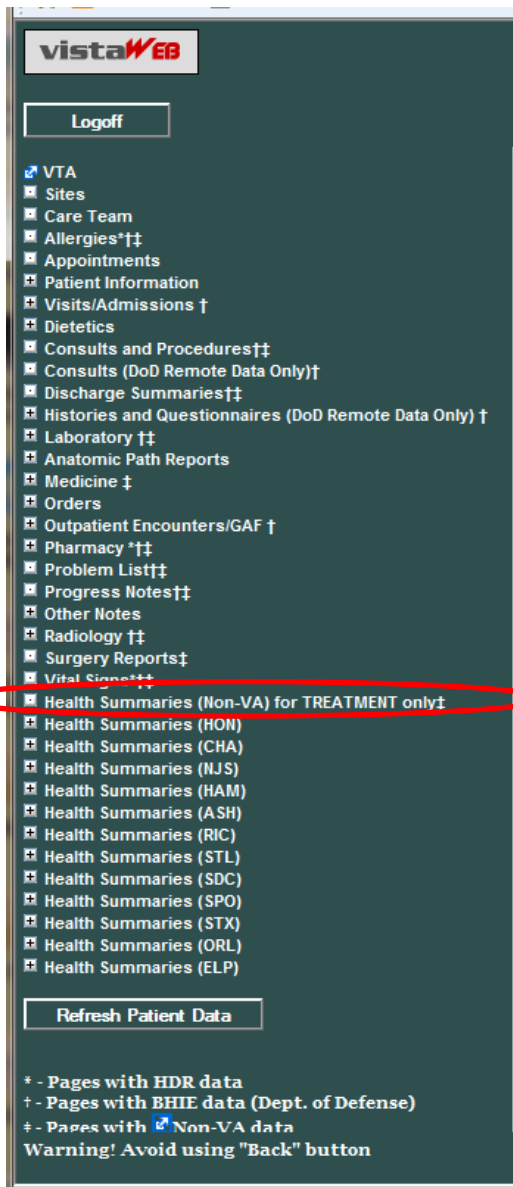 vistaWEB
Logoff
VTA
Sites
Care Team
Allergies*†‡
Appointments
Patient Information
Visits/Admissions †
Dietetics
Consults and Procedures†‡
Consults (DoD Remote Data Only)†
Discharge Summaries†‡
Histories and Questionnaires (DoD Remote Data Only) †
Laboratory †‡
Anatomic Path Reports
Medicine ‡
Orders
Outpatient Encounters/GAF †
Pharmacy *†‡
Problem List†‡
Progress Notes†‡
Other Notes
Radiology †‡
Surgery Reports‡
Vital Signs*†‡
Health Summaries (Non-VA) for TREATMENT only‡
Health Summaries (HON)
Health Summaries (CHA)
Health Summaries (NJS)
Health Summaries (HAM)
Health Summaries (ASH)
Health Summaries (RIC)
Health Summaries (STL)
Health Summaries (SDC)
Health Summaries (SPO)
Health Summaries (STX)
Health Summaries (ORL)
Health Summaries (ELP)
Refresh Patient Data
* - Pages with HDR data
† - Pages with BHIE data (Dept. of Defense)
‡ - Pages with Non-VA data
Warning! Avoid using "Back" button